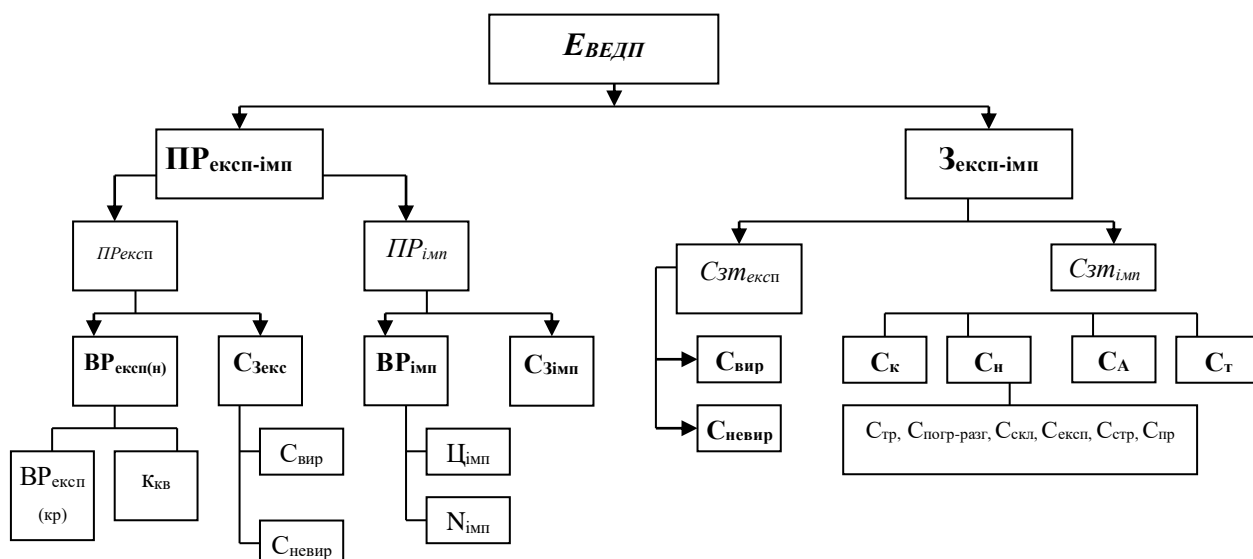 ЕВЕДП
ПРексп-імп
Зексп-імп
ПРексп
ПРімп
Сзтексп
Сзтімп
ВРексп(н)
СЗекс
ВРімп
СЗімп
Свир
Ск
Сн
СА
Ст
Сневир
Стр, Спогр-разг, Сскл, Сексп, Сстр, Спр
ВРексп
(кр)
Ккв
Свир
Цімп
Сневир
Nімп